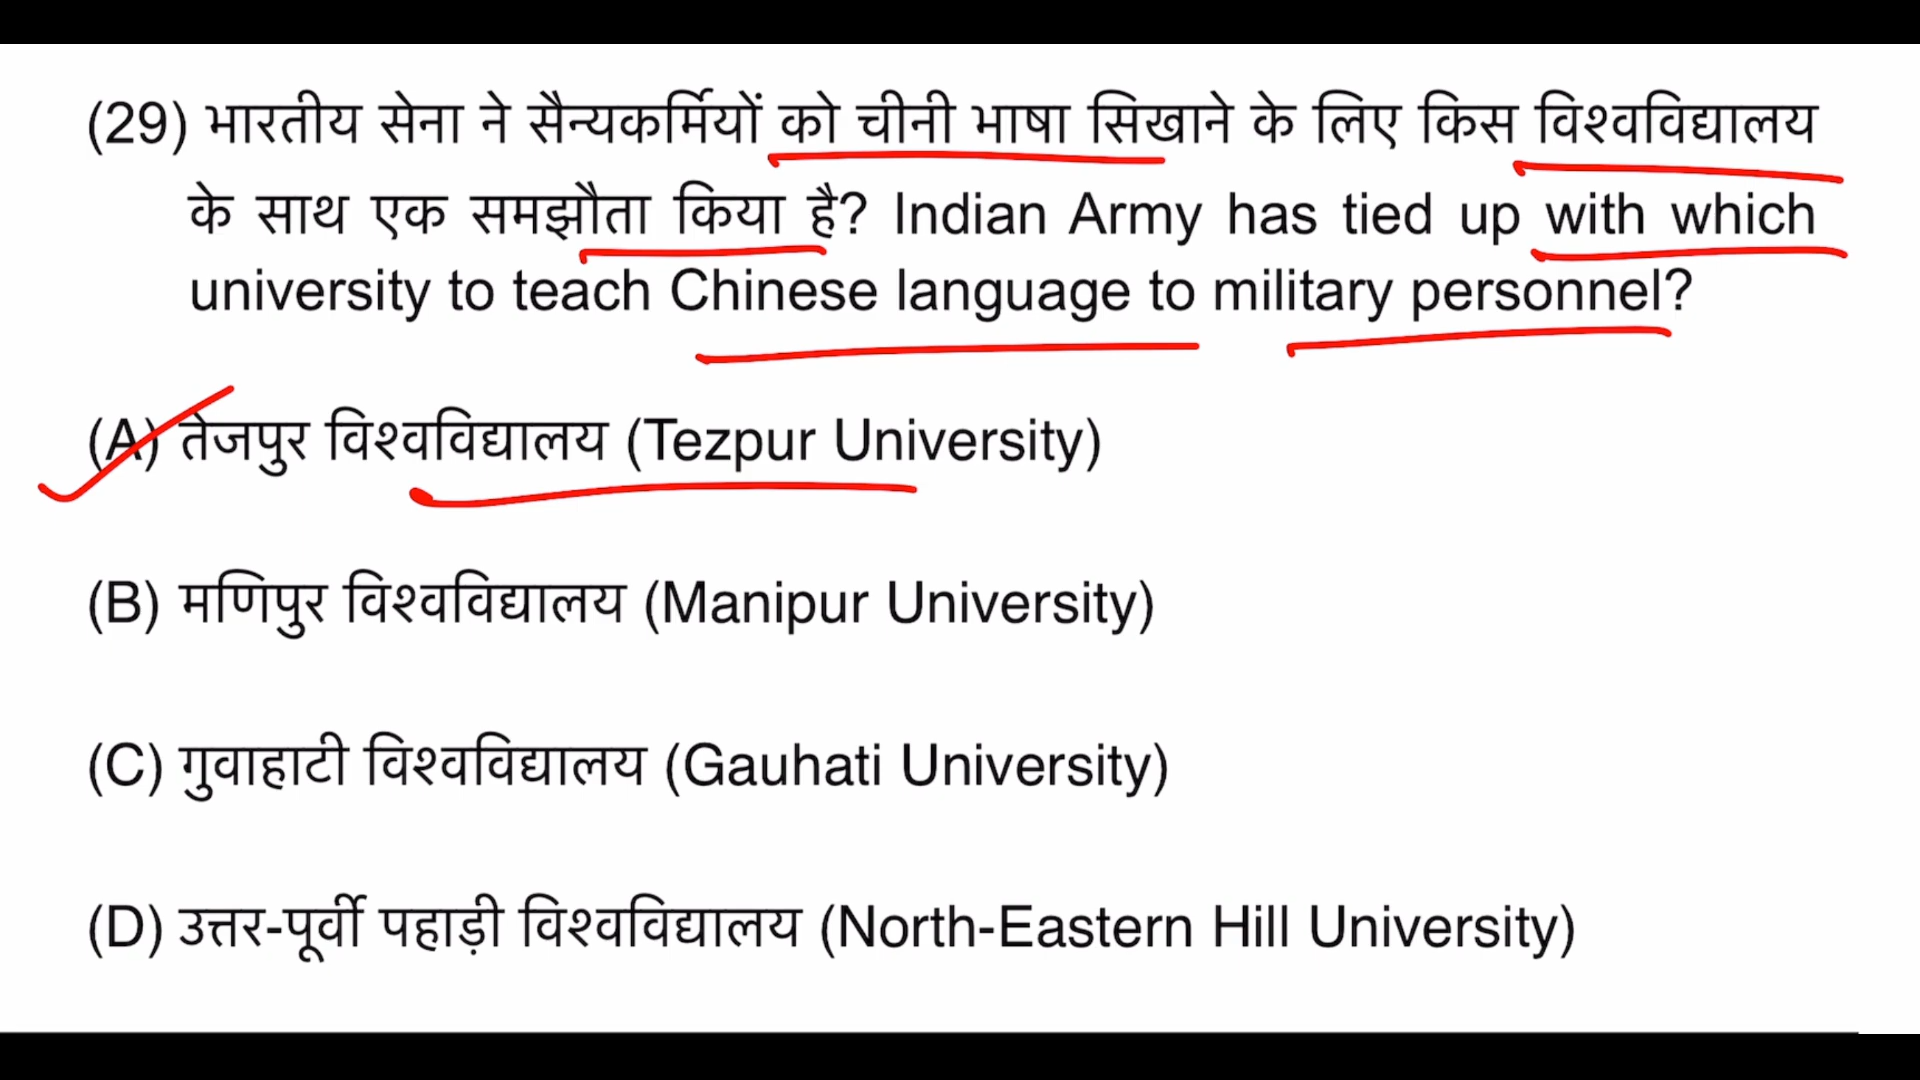 (29) भारतीय सेना ने सैन्यकर्मियों को चीनी भाषा सिखाने के लिए किस विश्वविद्यालय
के साथ एक समझौता किया है? Indian Army has tied up with which
university to teach Chinese language to military personnel?
(A) तेजपुर विश्वविद्यालय (Tezpur University)
(B) मणिपुर विश्वविद्यालय (Manipur University)
(C) गुवाहाटी विश्वविद्यालय (Gauhati University)
(D) उत्तर-पूर्वी पहाड़ी विश्वविद्यालय (North-Eastern Hill University)